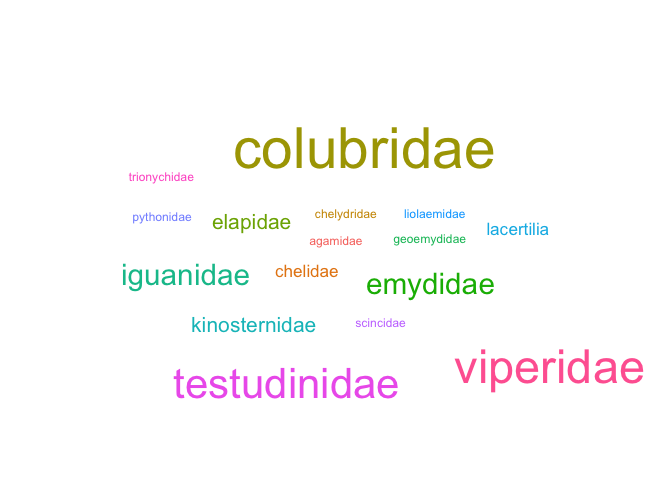 colubridae
trionychidae
pythonidae
elapidae
chelydridae
liolaemidae
lacertilia
agamidae
geoemydidae
iguanidae
chelidae
emydidae
kinosternidae
scincidae
testudinidae
viperidae